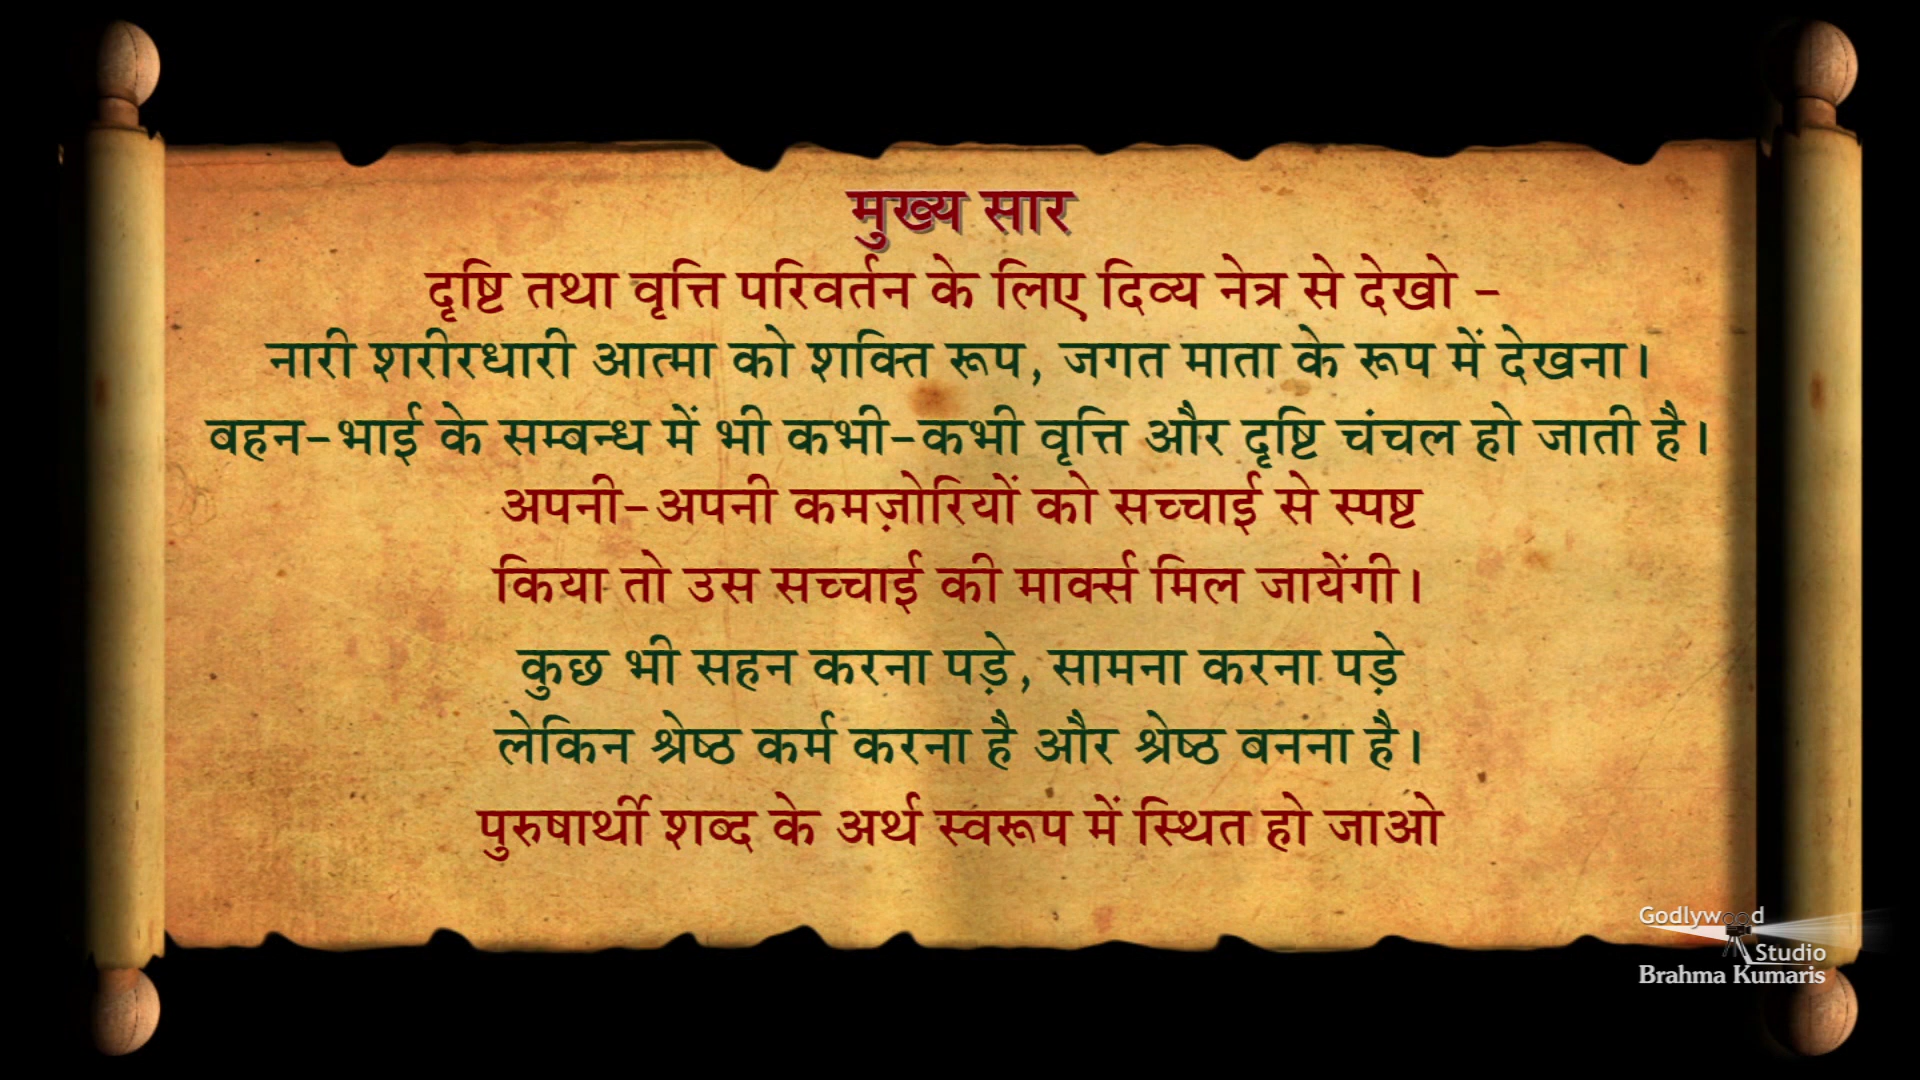 मुख्य सार
दृष्टि तथा वृत्ति परिवर्तन के लिए दिव्य नेत्र से देखो -
नारी शरीरधारी आत्मा को शक्ति रूप, जगत माता के रूप में देखना।
बहन-भाई के सम्बन्ध में भी कभी-कभी वृत्ति और दृष्टि चंचल हो जाती है।
अपनी-अपनी कमज़ोरियों को सच्चाई से स्पष्ट
किया तो उस सच्चाई की मार्क्स मिल जायेंगी।
कुछ भी सहन करना पड़े, सामना करना पड़े
लेकिन श्रेष्ठ कर्म करना है और श्रेष्ठ बनना है।
पुरुषार्थी शब्द के अर्थ स्वरूप में स्थित हो जाओ
Godlywood
Studio
Brahma Kumaris